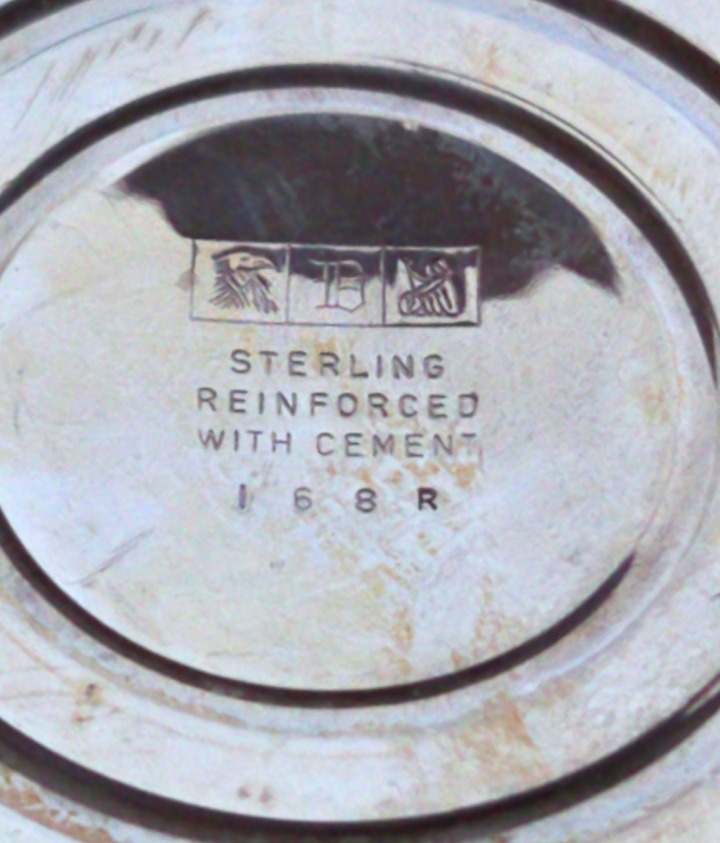 D
STERLING
REINFORCED
WITH CEMENT
168R